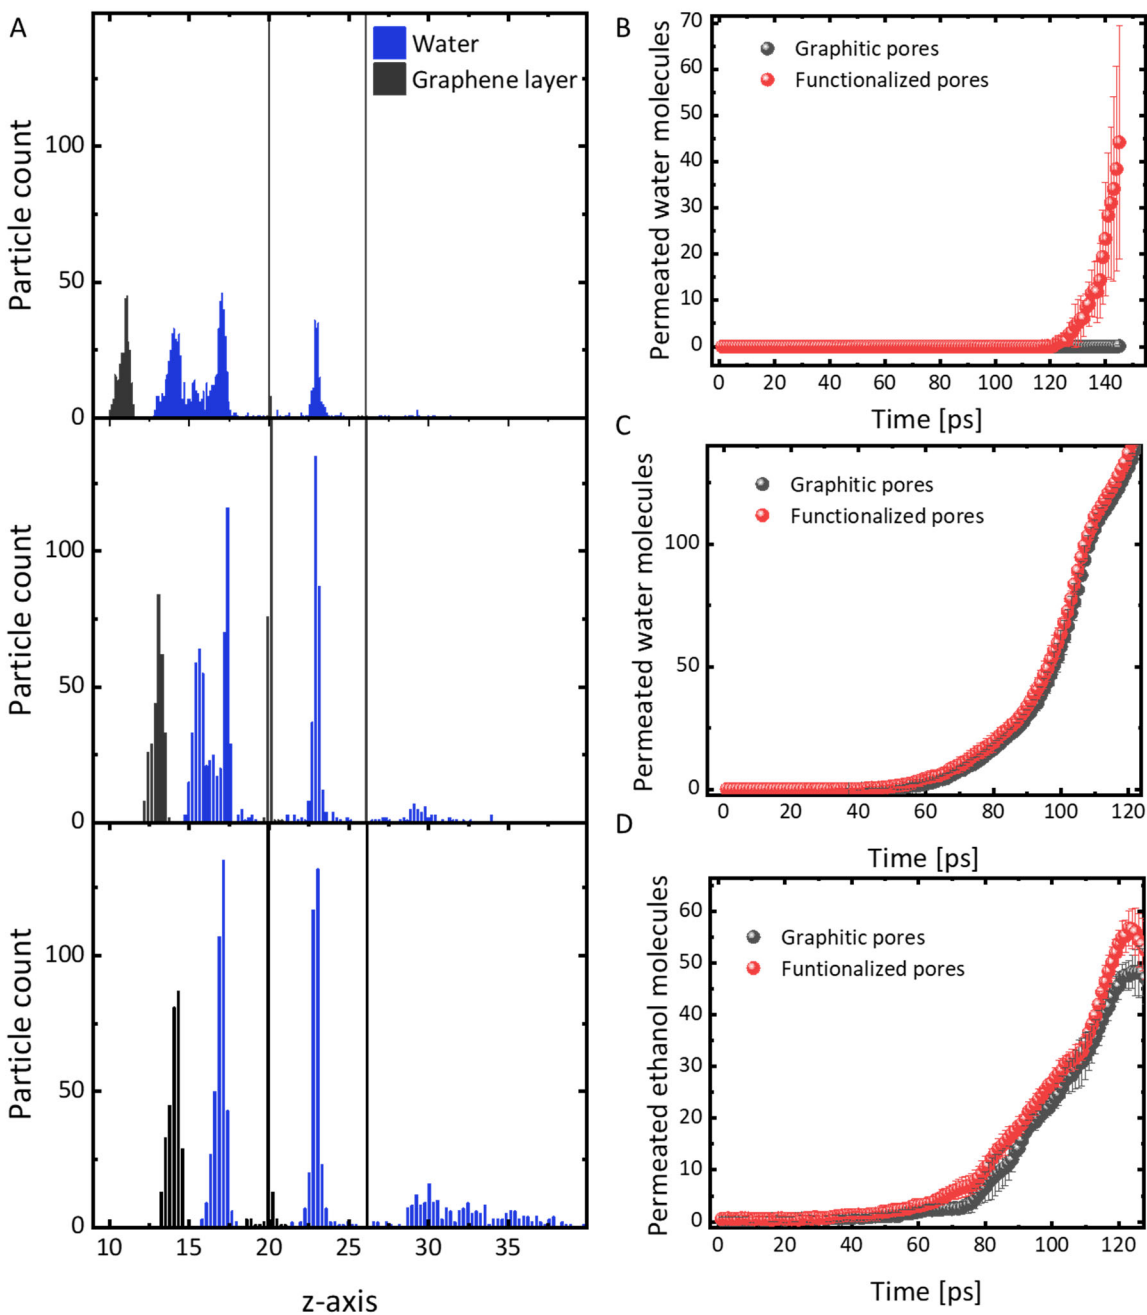 A
Water
Graphene layer
Particle count
100
50
0
Particle count
100
50
0
Particle count
100
50
0
10 15 20 25 30 35
z-axis
B
Graphitic pores
Functionalized pores
Permeated water molecules
70
60
50
40
30
20
10
0
0 20 40 60 80 100 120 140
Time [ps]
C
Graphitic pores
Functionalized pores
Permeated water molecules
100
50
0
0 20 40 60 80 100 120
Time [ps]
D
Graphitic pores
Funtionalized pores
Permeated ethanol molecules
60
50
40
30
20
10
0
0 20 40 60 80 100 120
Time [ps]